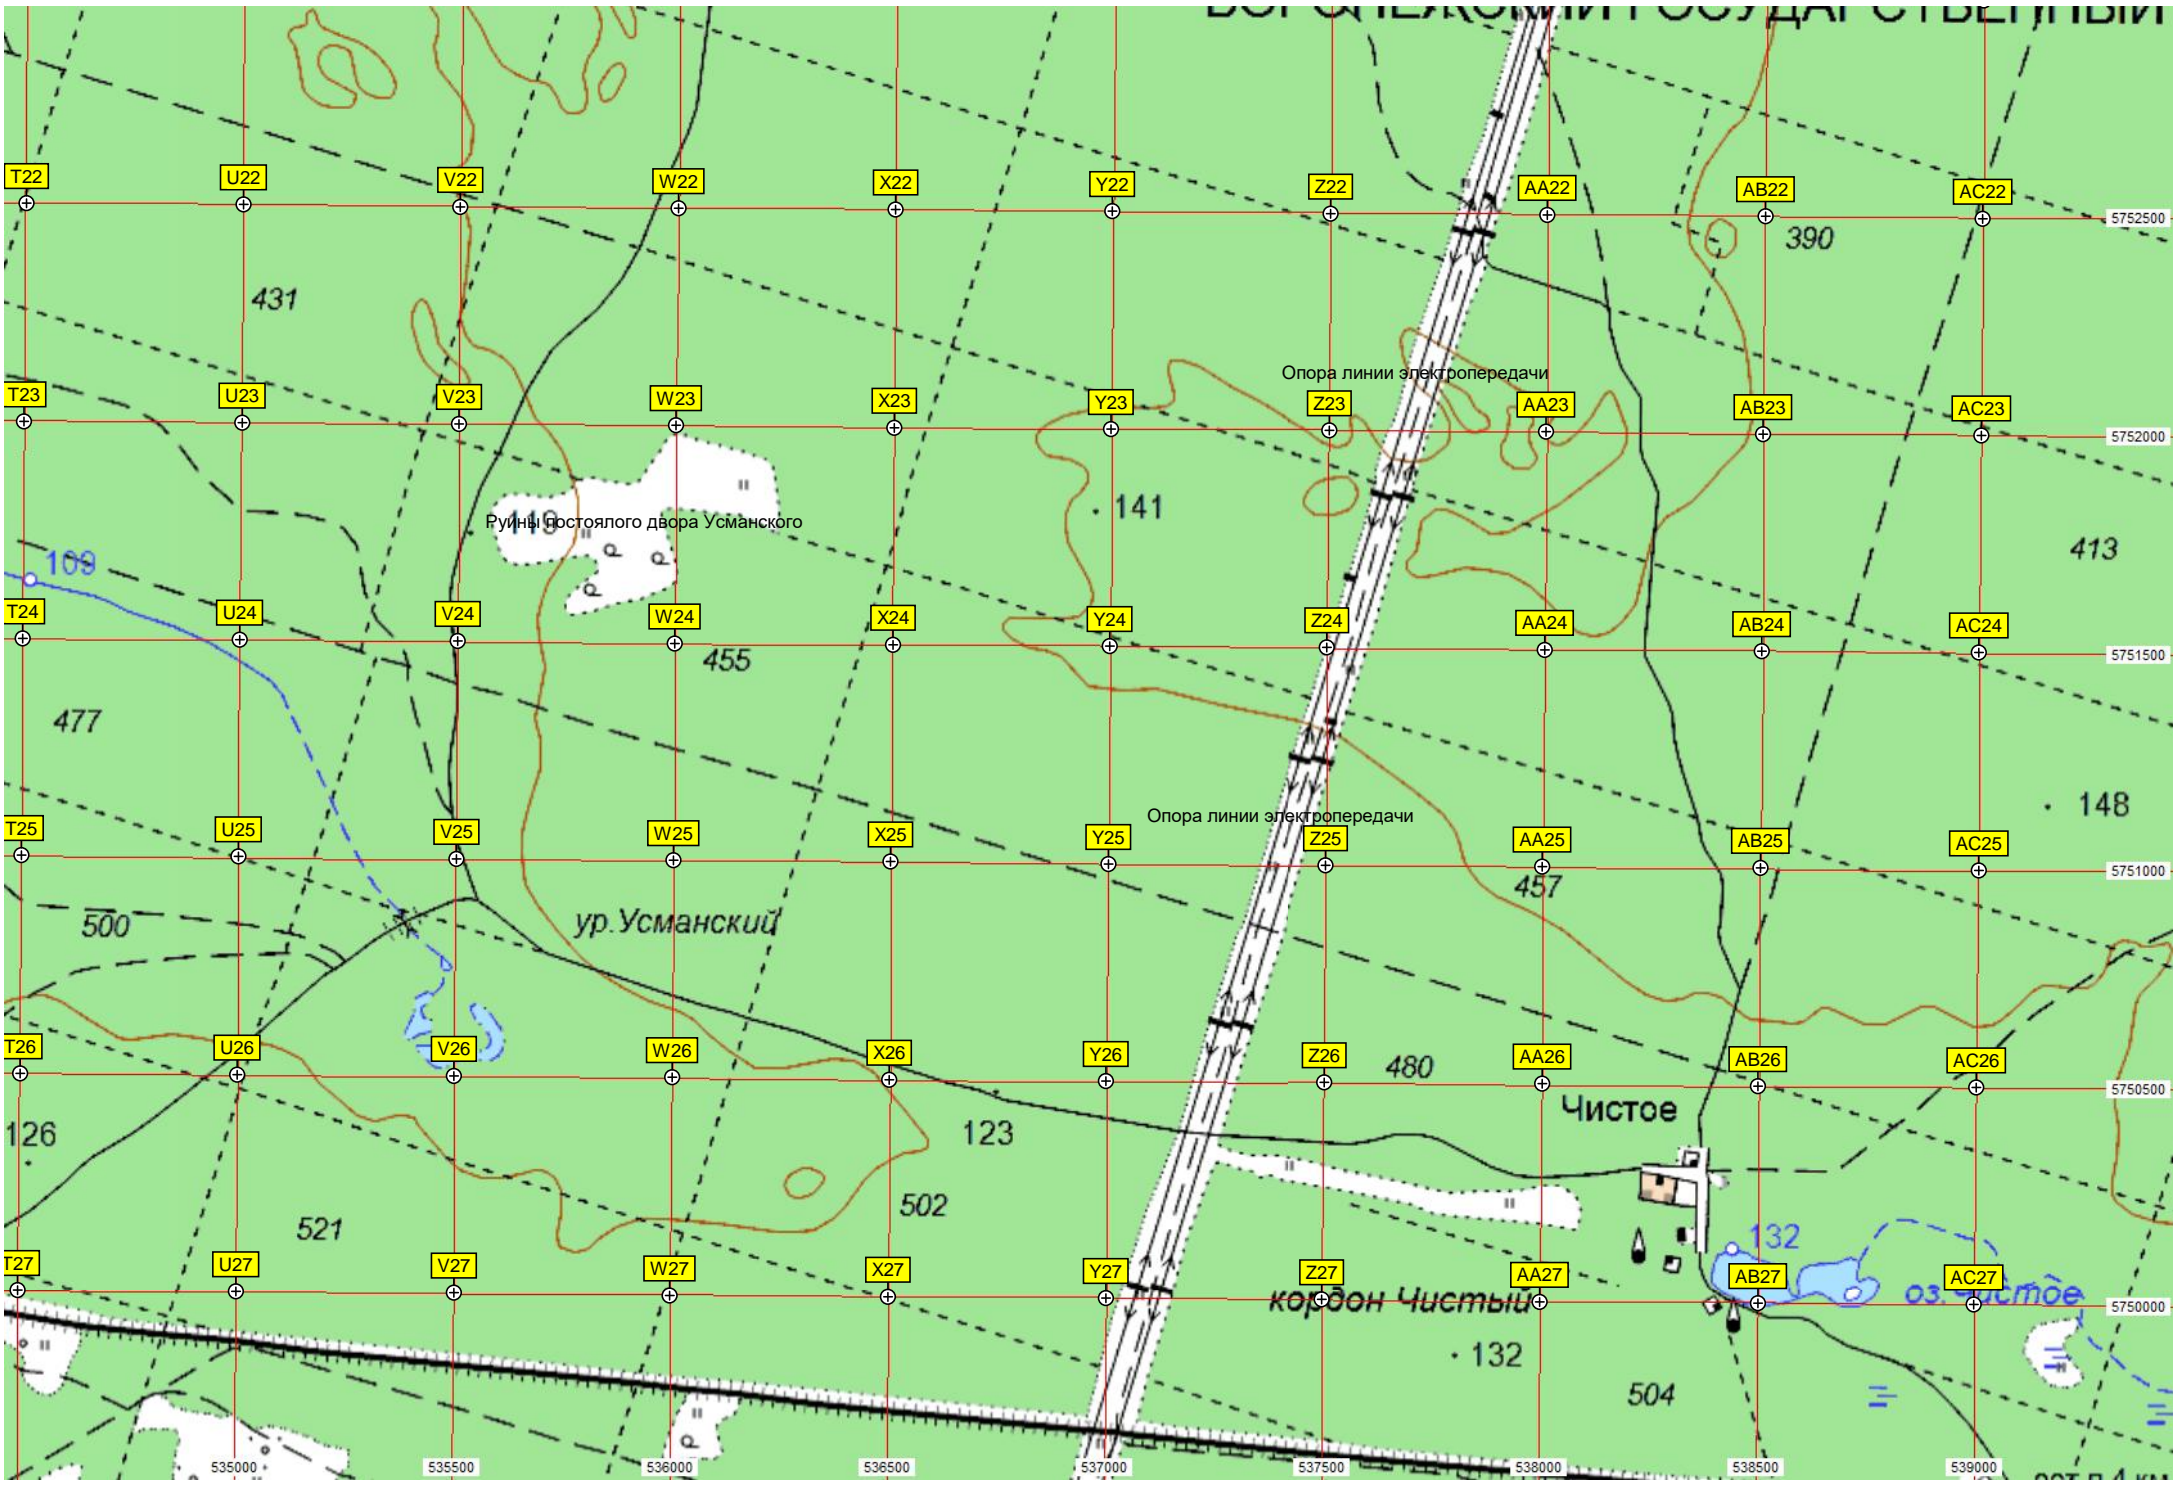 ВОРОНЕЖСКИЙ ГОСУДАРСТВЕННЫЙ
T22 U22 V22 W22 X22 Y22 Z22 AA22 AB22 AC22
5752500
390
431
Опора линии электропередачи
T23 U23 V23 W23 X23 Y23 Z23 AA23 AB23 AC23
5752000
141
119
Руины постоялого двора Усманского
413
109
T24 U24 V24 W24 X24 Y24 Z24 AA24 AB24 AC24
5751500
455
477
148
Опора линии электропередачи
T25 U25 V25 W25 X25 Y25 Z25 AA25 AB25 AC25
5751000
457
500
ур.Усманский
T26 U26 V26 W26 X26 Y26 Z26 AA26 AB26 AC26
480
5750500
Чистое
126
123
502
521
132
T27 U27 V27 W27 X27 Y27 Z27 AA27 AB27 AC27
кордон Чистый
оз.Чистое
5750000
132
504
535000 535500 536000 536500 537000 537500 538000 538500 539000